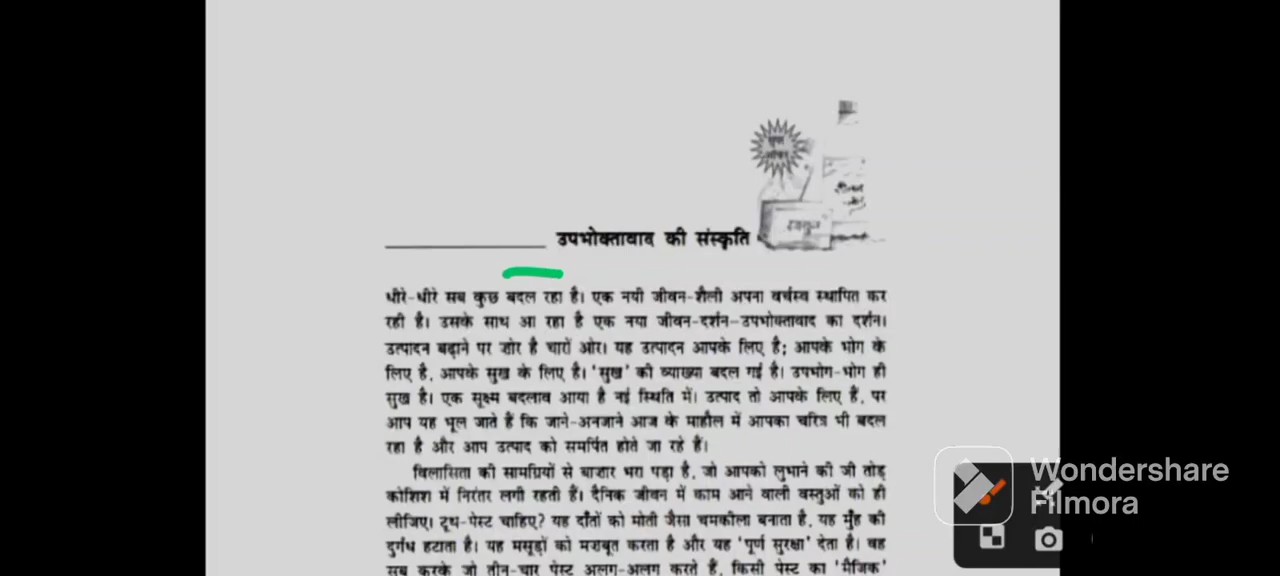 उपभोक्तावाद की संस्कृति
धीरे-धीरे सब कुछ बदल रहा है। एक नयी जीवन-शैली अपना वर्चस्व स्थापित कर
रही है। उसके साथ आ रहा है एक नया जीवन-दर्शन–उपभोक्तावाद का दर्शन।
उत्पादन बढ़ाने पर ज़ोर है चारों ओर। यह उत्पादन आपके लिए है; आपके भोग के
लिए है, आपके सुख के लिए है। 'सुख' की व्याख्या बदल गई है। उपभोग-भोग ही
सुख है। एक सूक्ष्म बदलाव आया है नई स्थिति में। उत्पाद तो आपके लिए हैं, पर
आप यह भूल जाते हैं कि जाने-अनजाने आज के माहौल में आपका चरित्र भी बदल
रहा है और आप उत्पाद को समर्पित होते जा रहे हैं।
विलासिता की सामग्रियों से बाज़ार भरा पड़ा है, जो आपको लुभाने की जी तोड़
कोशिश में निरंतर लगी रहती हैं। दैनिक जीवन में काम आने वाली वस्तुओं को ही
लीजिए। टूथ-पेस्ट चाहिए? यह दाँतों को मोती जैसा चमकीला बनाता है, यह मुँह की
दुर्गंध हटाता है। यह मसूड़ों को मजबूत करता है और यह 'पूर्ण सुरक्षा' देता है। वह
सब करके जो तीन-चार पेस्ट अलग-अलग करते हैं, किसी पेस्ट का 'मैजिक'
Wondershare
Filmora